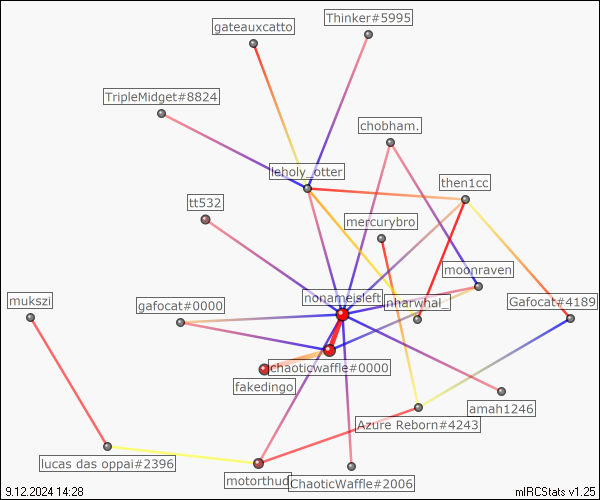 Thinker#5995
gateauxcatto
TripleMidget#8824
chobham.
leholy_otter
then1cc
tt532
mercurybro
moonraven
nonameisleft
mukszi
gafocat#0000
nharwhal_
Gafocat#4189
chaoticwaffle#0000
fakedingo
amah1246
Azure Reborn#4243
lucas das oppai#2396
motorthud
ChaoticWaffle#2006
9.12.2024 14:28
mIRCStats v1.25